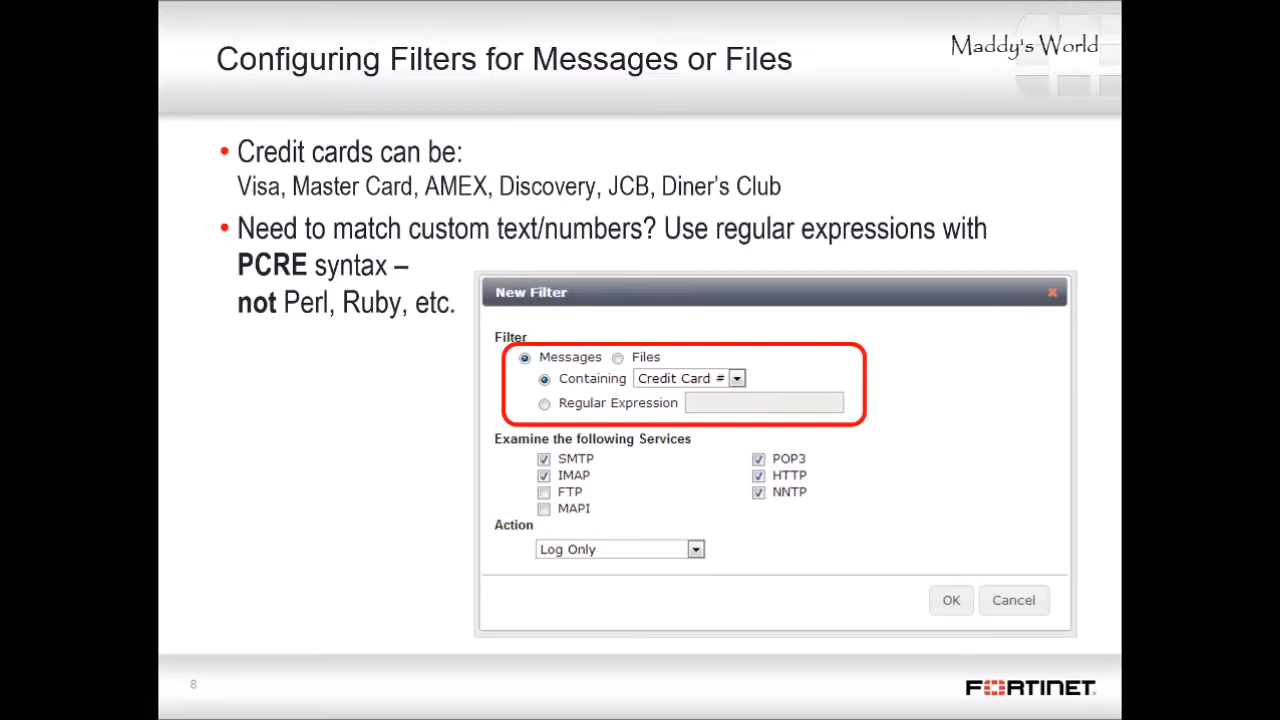 Configuring Filters for Messages or Files
Maddy's World
• Credit cards can be:
Visa, Master Card, AMEX, Discovery, JCB, Diner's Club
• Need to match custom text/numbers? Use regular expressions with
PCRE syntax –
not Perl, Ruby, etc.
New Filter
Filter
Messages Files
Containing Credit Card #
Regular Expression
Examine the following Services
SMTP POP3
IMAP HTTP
FTP NNTP
MAPI
Action
Log Only
OK Cancel
8
FORTINET